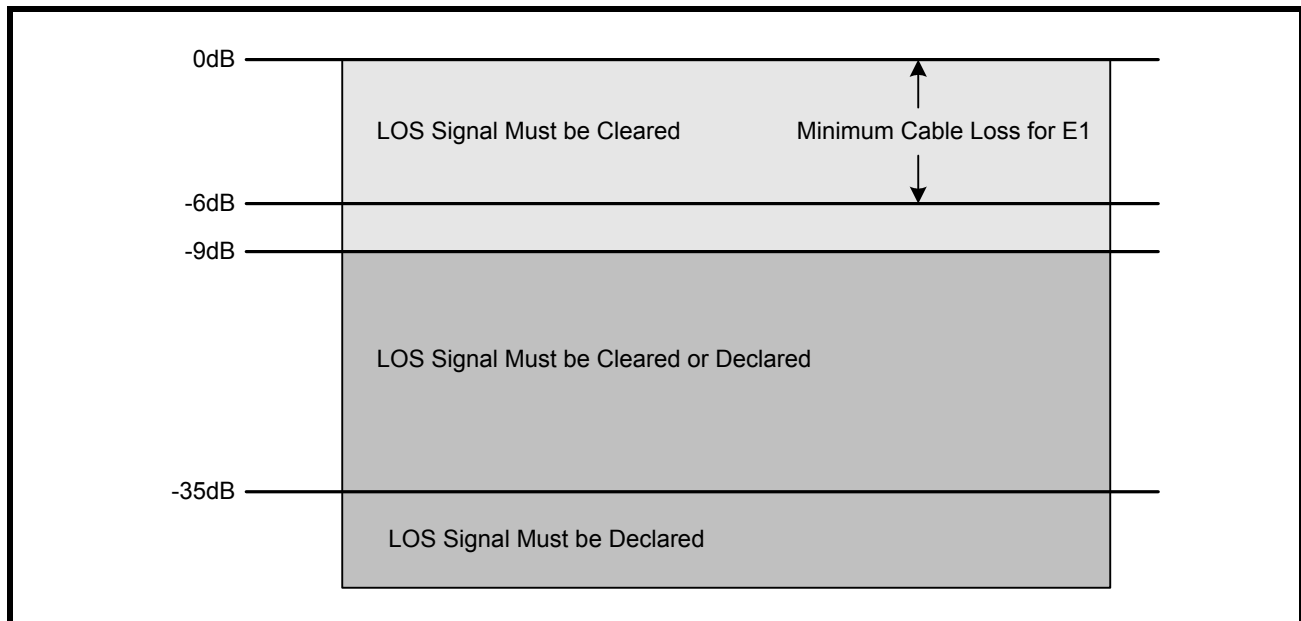 0dB
LOS Signal Must be Cleared
Minimum Cable Loss for E1
-6dB
-9dB
LOS Signal Must be Cleared or Declared
-35dB
LOS Signal Must be Declared